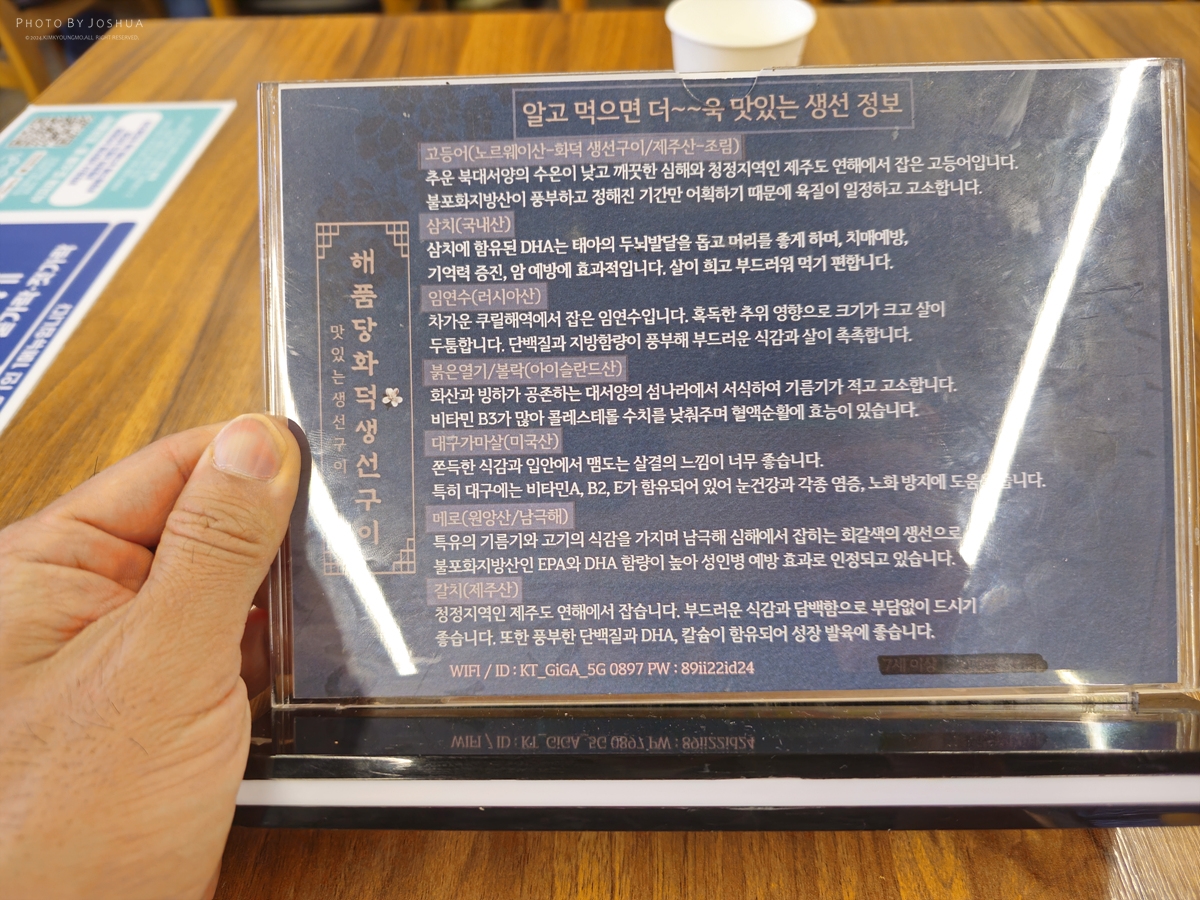 PHOTO BY JOSHUA
© 2024.KIMKYOUNGMO.ALL RIGHT RESERVED.
알고 먹으면 더~~욱 맛있는 생선 정보
고등어(노르웨이산-화덕 생선구이/제주산-조림)
추운 북대서양의 수온이 낮고 깨끗한 심해와 청정지역인 제주도 연해에서 잡은 고등어입니다.
불포화지방산이 풍부하고 정해진 기간만 어획하기 때문에 육질이 일정하고 고소합니다.
삼치(국내산)
삼치에 함유된 DHA는 태아의 두뇌발달을 돕고 머리를 좋게 하며, 치매예방,
기억력 증진, 암 예방에 효과적입니다. 살이 희고 부드러워 먹기 편합니다.
임연수(러시아산)
차가운 쿠릴해역에서 잡은 임연수입니다. 혹독한 추위 영향으로 크기가 크고 살이
두툼합니다. 단백질과 지방함량이 풍부해 부드러운 식감과 살이 촉촉합니다.
붉은열기/볼락(아이슬란드산)
화산과 빙하가 공존하는 대서양의 섬나라에서 서식하여 기름기가 적고 고소합니다.
비타민 B3가 많아 콜레스테롤 수치를 낮춰주며 혈액순활에 효능이 있습니다.
대구가마살(미국산)
쫀득한 식감과 입안에서 맴도는 살결의 느낌이 너무 좋습니다.
특히 대구에는 비타민A, B2, E가 함유되어 있어 눈건강과 각종 염증, 노화 방지에
메로(원앙산/남극해)
특유의 기름기와 고기의 식감을 가지며 남극해 심해에서 잡히는 회갈색의 생선으로
불포화지방산인 EPA와 DHA 함량이 높아 성인병 예방 효과로 인정되고 있습니다.
갈치(제주산)
청정지역인 제주도 연해에서 잡습니다. 부드러운 식감과 담백함으로 부담없이 드시기
좋습니다. 또한 풍부한 단백질과 DHA, 칼슘이 함유되어 성장 발육에 좋습니다.
WIFI / ID : KT_GiGA_5G 0897 PW : 89ii22id24
7세 이상
해품당화덕생선구이
맛있는생선구이